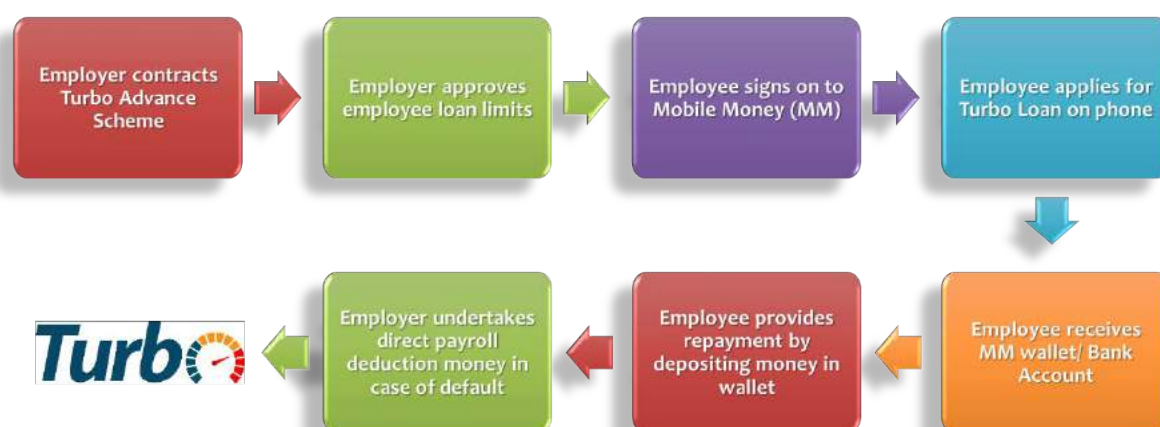 Employer contracts
Turbo Advance
Scheme
Employer approves
employee loan limits
Employee signs on to
Mobile Money (MM)
Employee applies for
Turbo Loan on phone
Employee receives
MM wallet/ Bank
Account
Employee provides
repayment by
depositing money in
wallet
Employer undertakes
direct payroll
deduction money in
case of default
Turbo